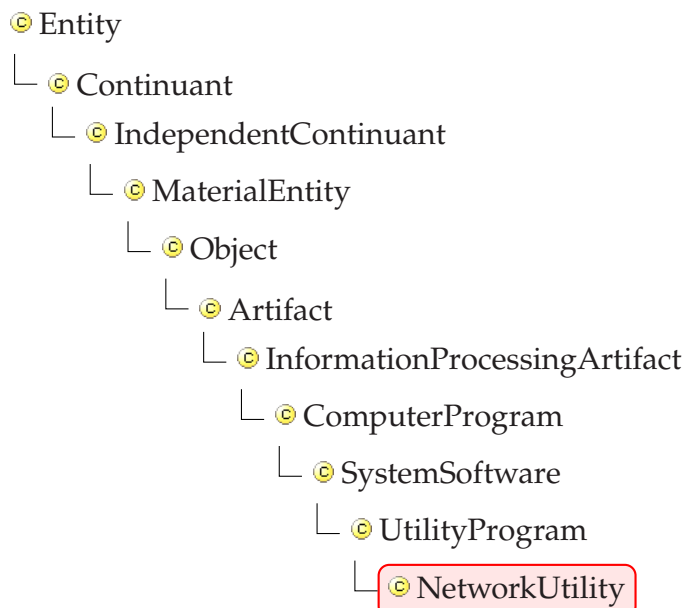 Entity
Continuant
IndependentContinuant
MaterialEntity
Object
Artifact
InformationProcessingArtifact
ComputerProgram
SystemSoftware
UtilityProgram
NetworkUtility